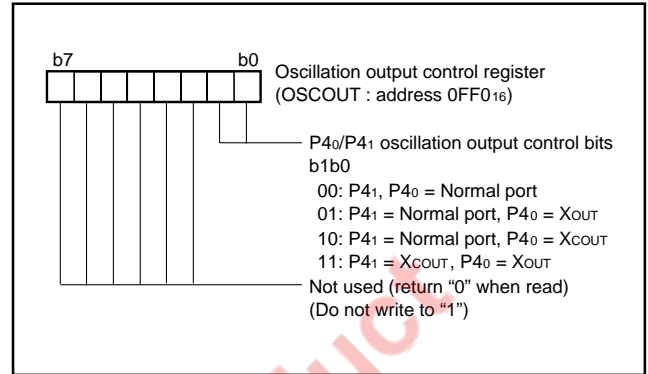 b7 b0
Oscillation output control register
(OSCOUT : address 0FF016)
P40/P41 oscillation output control bits
b1b0
00: P41, P40 = Normal port
01: P41 = Normal port, P40 = XOUT
10: P41 = Normal port, P40 = XCOUT
11: P41 = XCOUT, P40 = XOUT
Not used (return “0” when read)
(Do not write to “1”)
duct